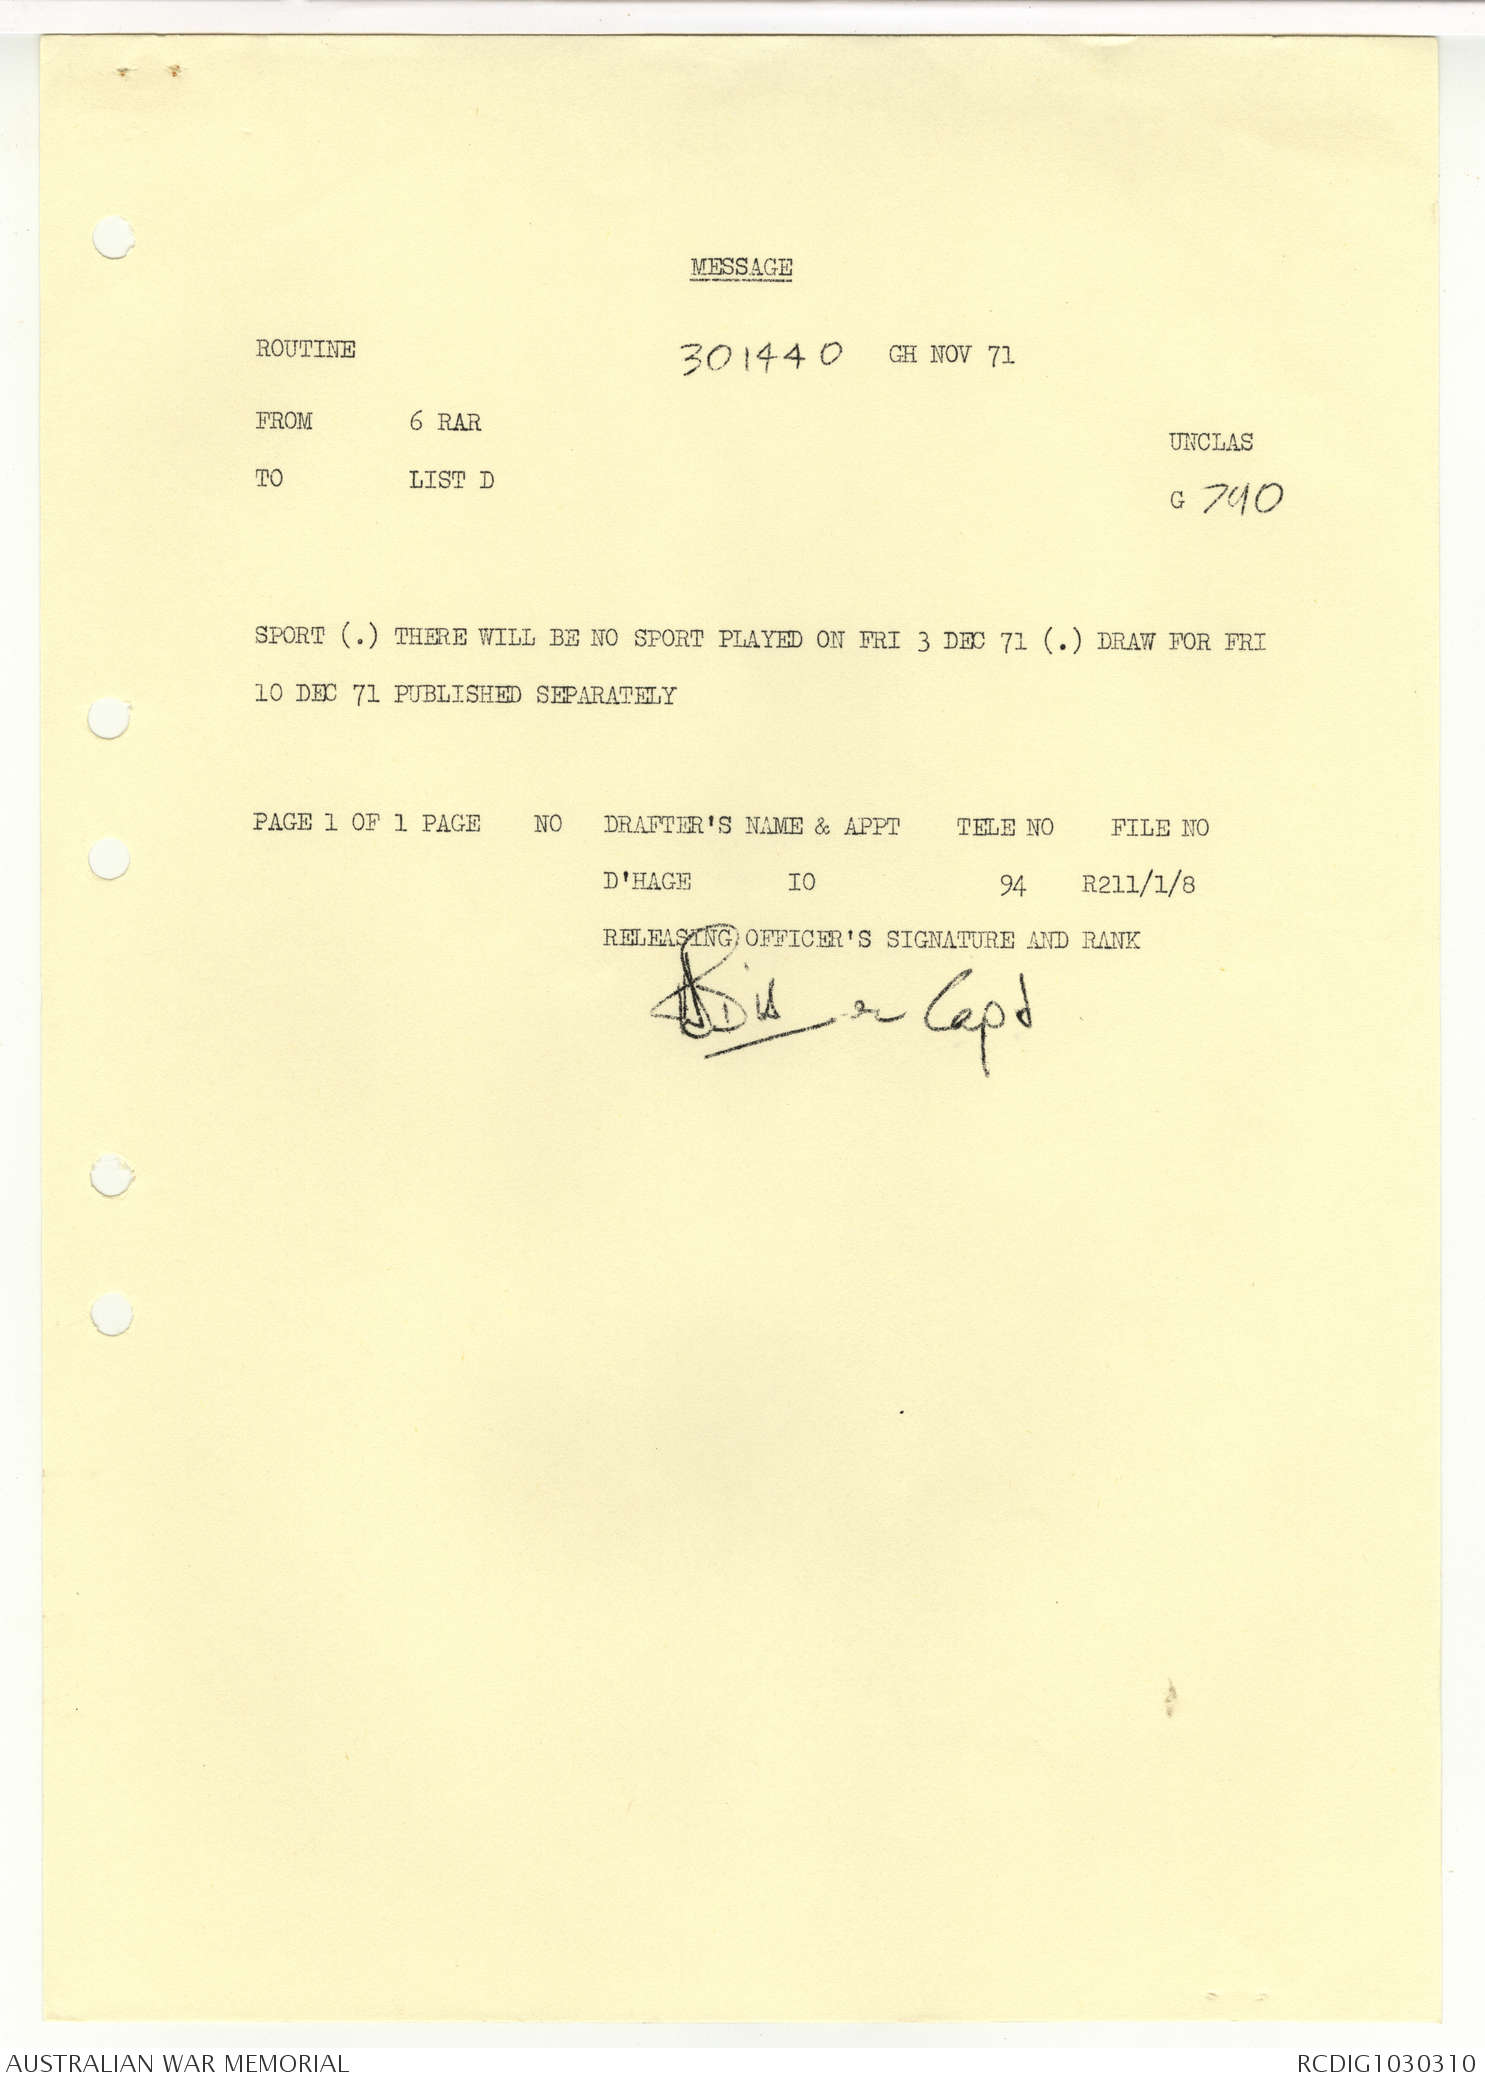 MESSAGE
ROUTINE 301440 GH NOV 71
FROM 6 RAR
UNCLAS
TO LIST D
G 790
SPORT (.) THERE WILL BE NO SPORT PLAYED ON FRI 3 DEC 71 (.) DRAW FOR FRI
10 DEC 71 PUBLISHED SEPARATELY
PAGE 1 OF 1 PAGE NO DRAFTER'S NAME & APPT TELE NO FILE NO
D'HAGE IO 94 R211/1/8
RELEASING OFFICER'S SIGNATURE AND RANK
Capt
AUSTRALIAN WAR MEMORIAL RCDIG1030310